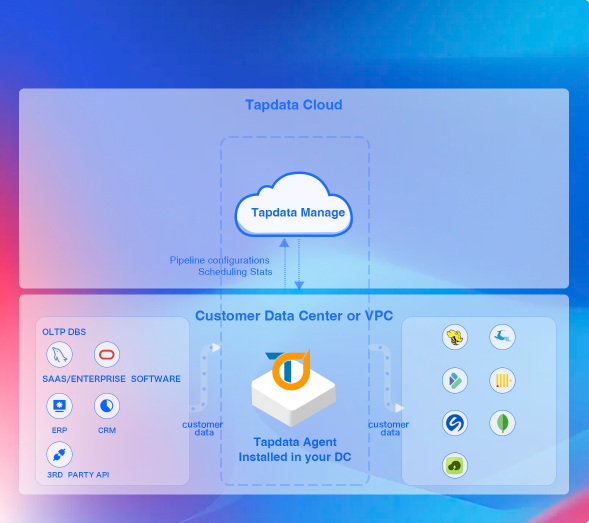 Tapdata Cloud
Tapdata Manage
Pipeline configurations
Scheduling Stats
Customer Data Center or VPC
OLTP DBS
SAAS/ENTERPRISE SOFTWARE
ERP
CRM
3RD PARTY API
customer
data
Tapdata Agent
Installed in your DC
customer
data